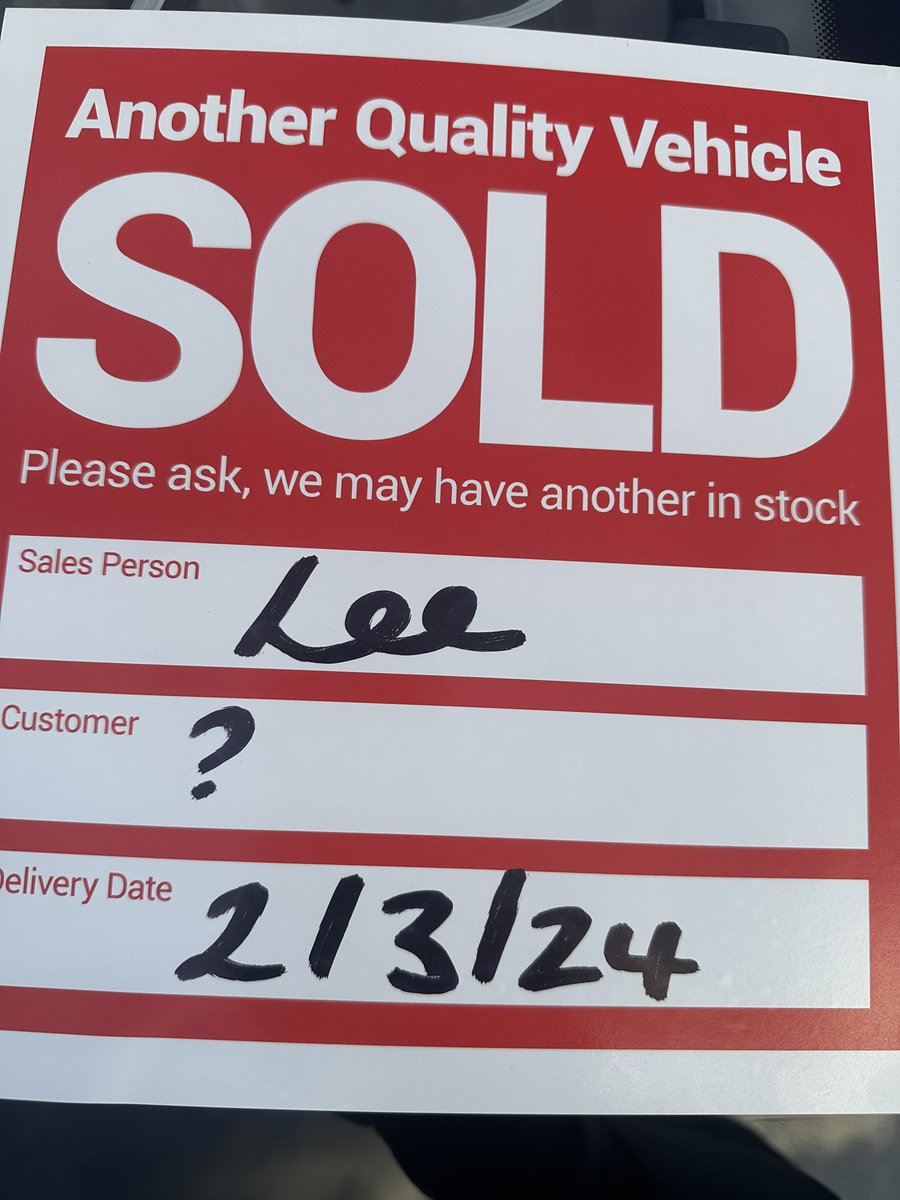 Another Quality Vehicle
SOLD
Please ask, we may have another in stock
Sales Person Lee
Customer ?
Delivery Date 2/3/24